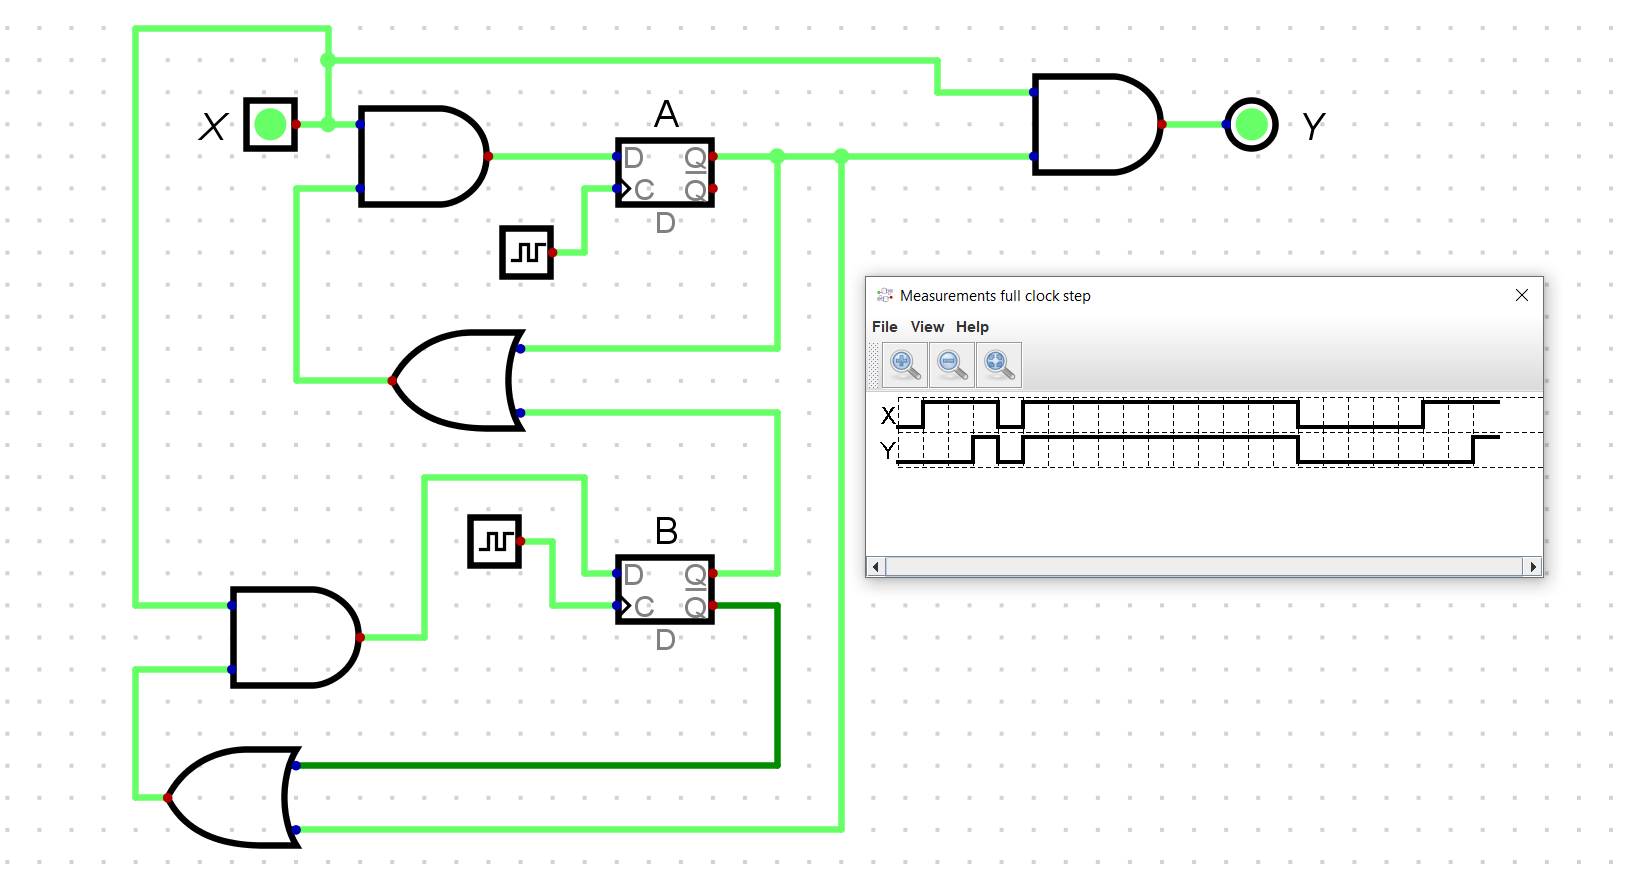 X
A
D Q
C Q
D
Y
Measurements full clock step
File View Help
X
Y
B
D Q
C Q
D